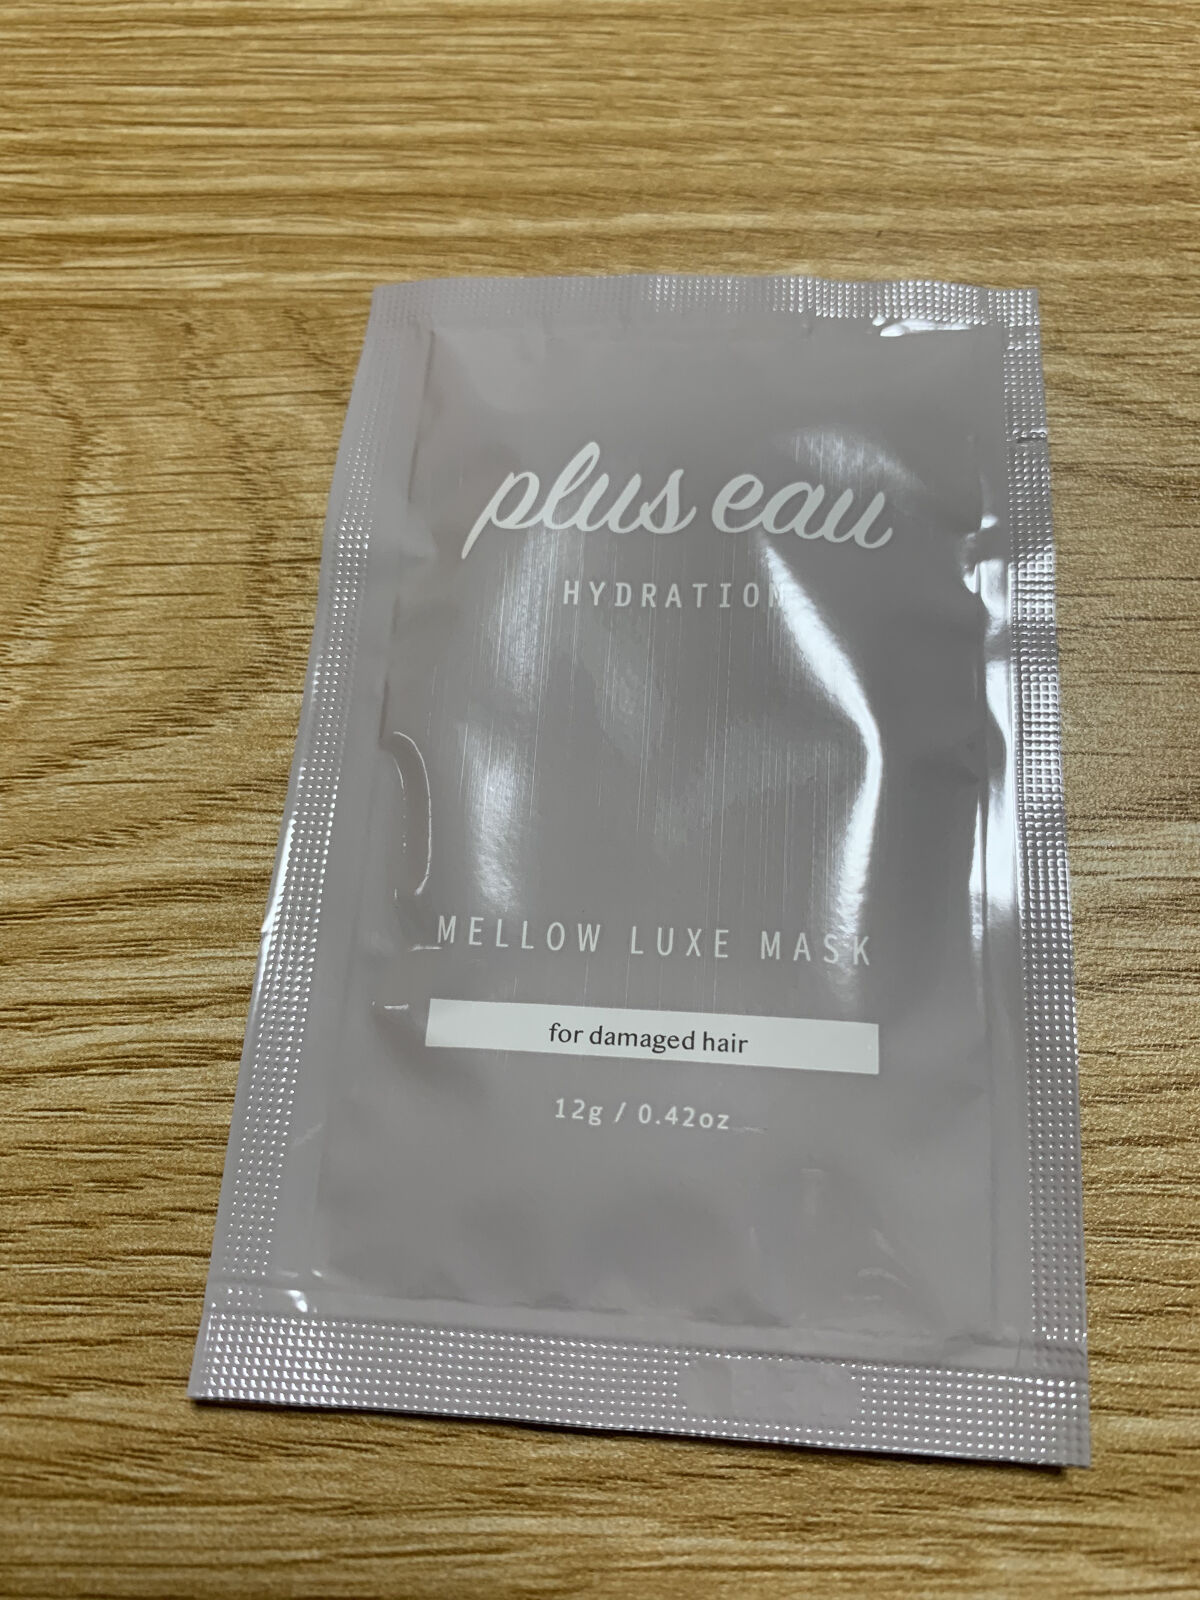 plus eau
HYDRATION
MELLOW LUXE MASK
for damaged hair
12g / 0.42oz